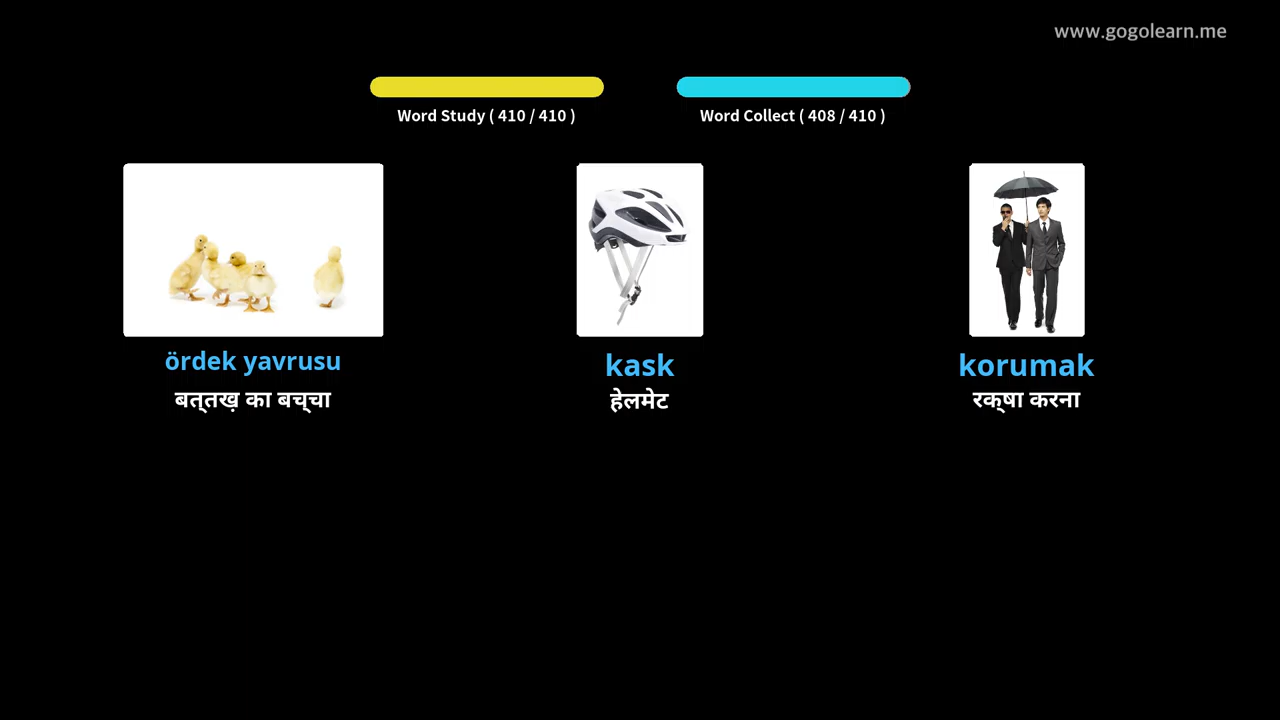 www.gogolearn.me
Word Study ( 410 / 410 )
Word Collect ( 408 / 410 )
ördek yavrusu
kask
korumak
बत्तख़ का बच्चा
हेलमेट
रक्षा करना